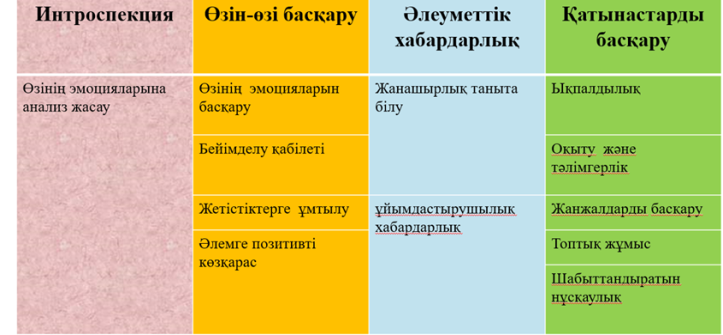 Интроспекция
Өзін-өзі басқару
Әлеуметтік
хабардарлық
Қатынастарды
басқару
Өзінің эмоцияларына
анализ жасау
Өзінің эмоцияларын
басқару
Жанашырлық таныта
білу
Ықпалдылық
Бейімделу қабілеті
Оқыту және
тәлімгерлік
Жетістіктерге ұмтылу
ұйымдастырушылық
хабардарлық
Жанжалдарды басқару
Әлемге позитивті
көзқарас
Топтық жұмыс
Шабыттандыратын
нұсқаулық